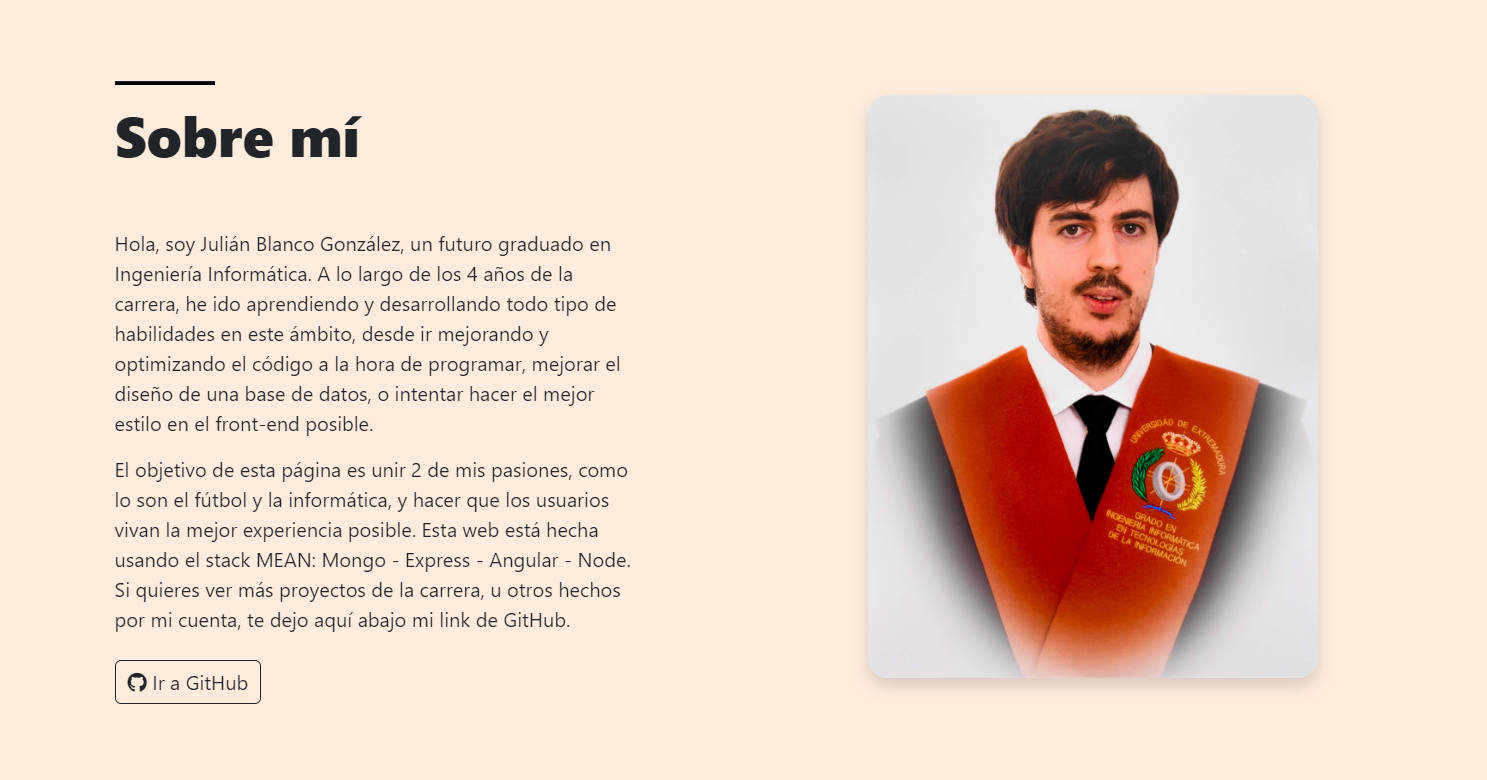 Sobre mí
Hola, soy Julián Blanco González, un futuro graduado en
Ingeniería Informática. A lo largo de los 4 años de la
carrera, he ido aprendiendo y desarrollando todo tipo de
habilidades en este ámbito, desde ir mejorando y
optimizando el código a la hora de programar, mejorar el
diseño de una base de datos, o intentar hacer el mejor
estilo en el front-end posible.
El objetivo de esta página es unir 2 de mis pasiones, como
lo son el fútbol y la informática, y hacer que los usuarios
vivan la mejor experiencia posible. Esta web está hecha
usando el stack MEAN: Mongo - Express - Angular - Node.
Si quieres ver más proyectos de la carrera, u otros hechos
por mi cuenta, te dejo aquí abajo mi link de GitHub.
Ir a GitHub
UNIVERSIDAD DE EXTREMADURA
GRADO EN
INGENIERÍA INFORMÁTICA
EN TECNOLOGÍAS
DE LA INFORMACIÓN